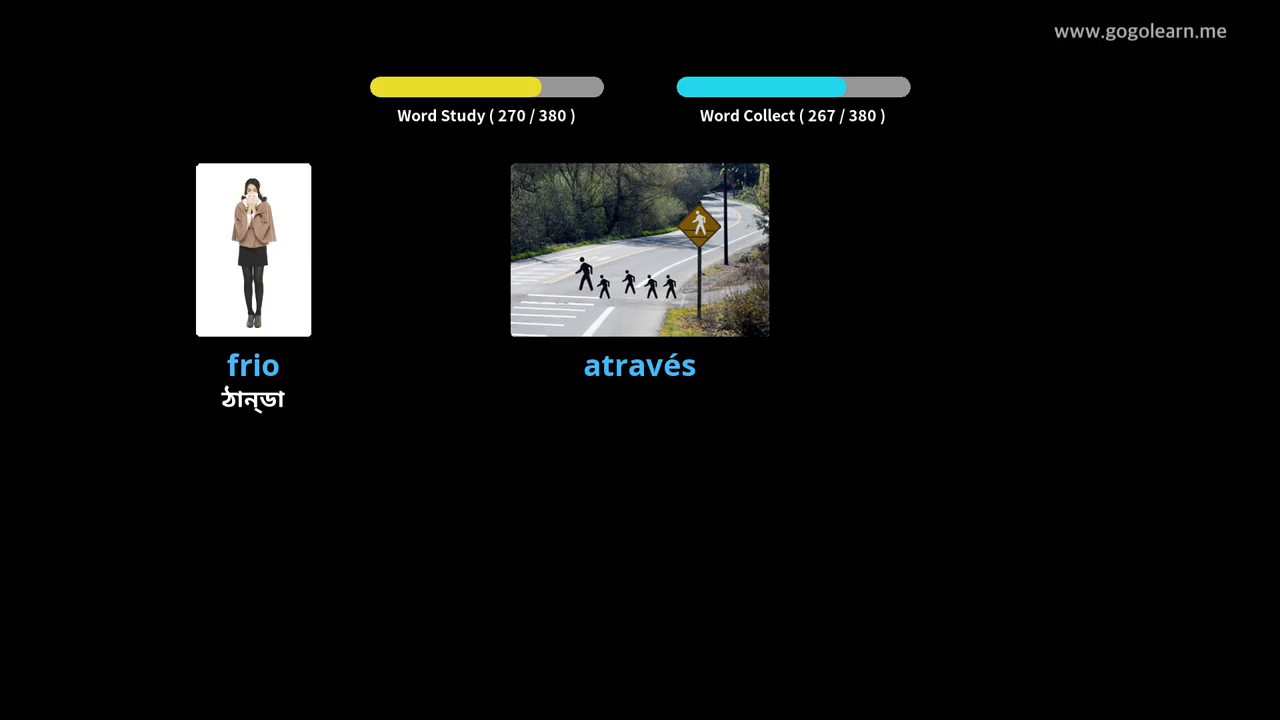 www.gogolearn.me
Word Study ( 270 / 380 )
Word Collect ( 267 / 380 )
frio
ঠান্‌ডা
através